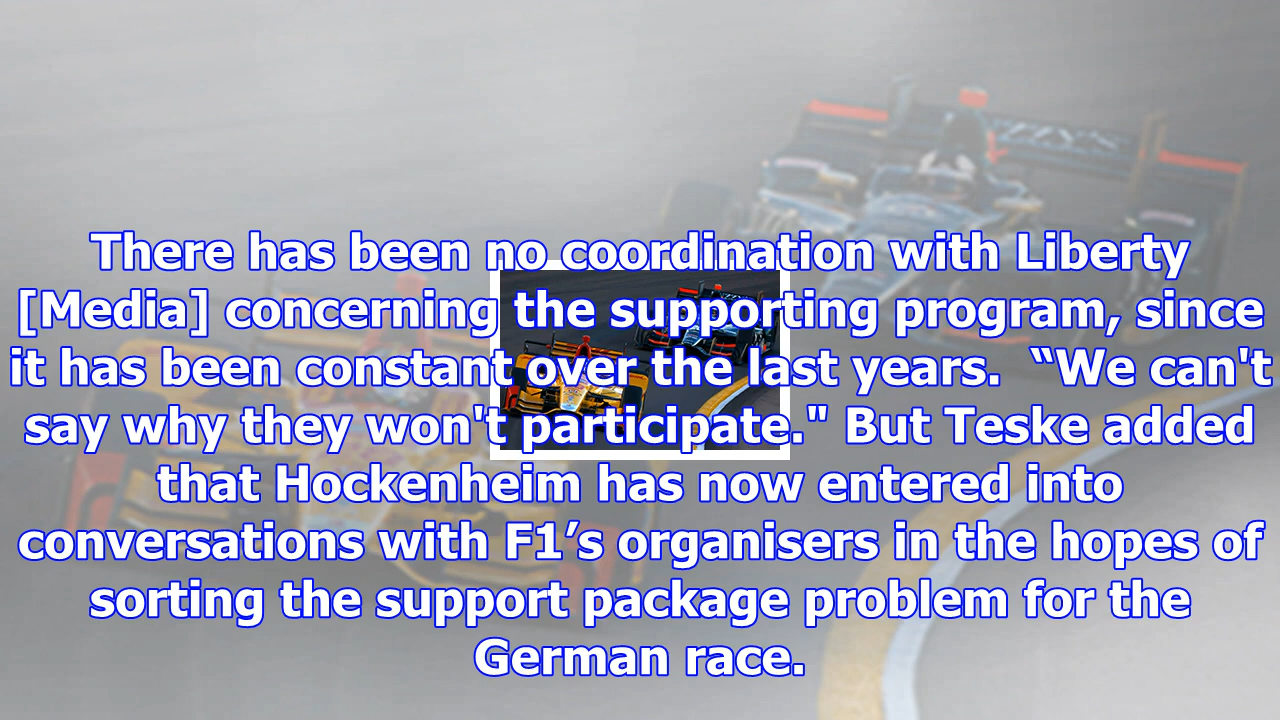 There has been no coordination with Liberty
[Media] concerning the supporting program, since
it has been constant over the last years.  “We can't
say why they won't participate." But Teske added
that Hockenheim has now entered into
conversations with F1’s organisers in the hopes of
sorting the support package problem for the
German race.